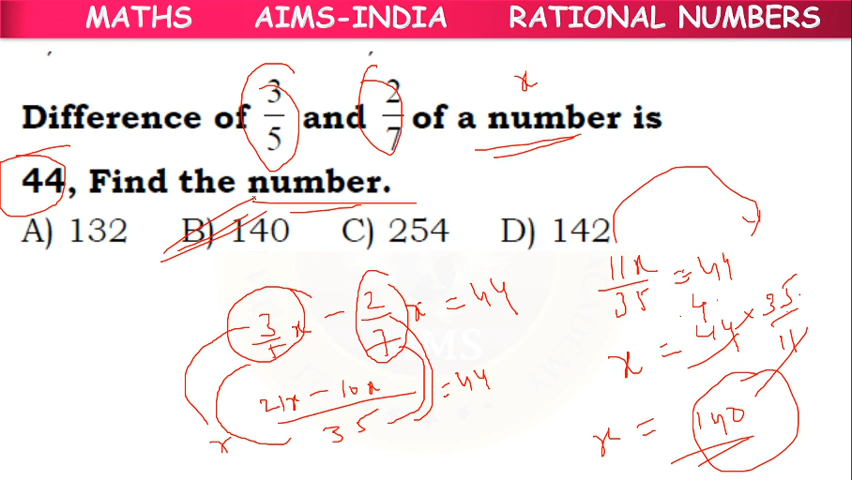 MATHS AIMS-INDIA RATIONAL NUMBERS
x
Difference of 3/5 and 2/7 of a number is
44, Find the number.
A) 132 B) 140 C) 254 D) 142
3/5 x - 2/7 x = 44
21x - 10x / 35 = 44
x
11x / 35 = 44
4
x = 44 × 35 / 11
x = 140